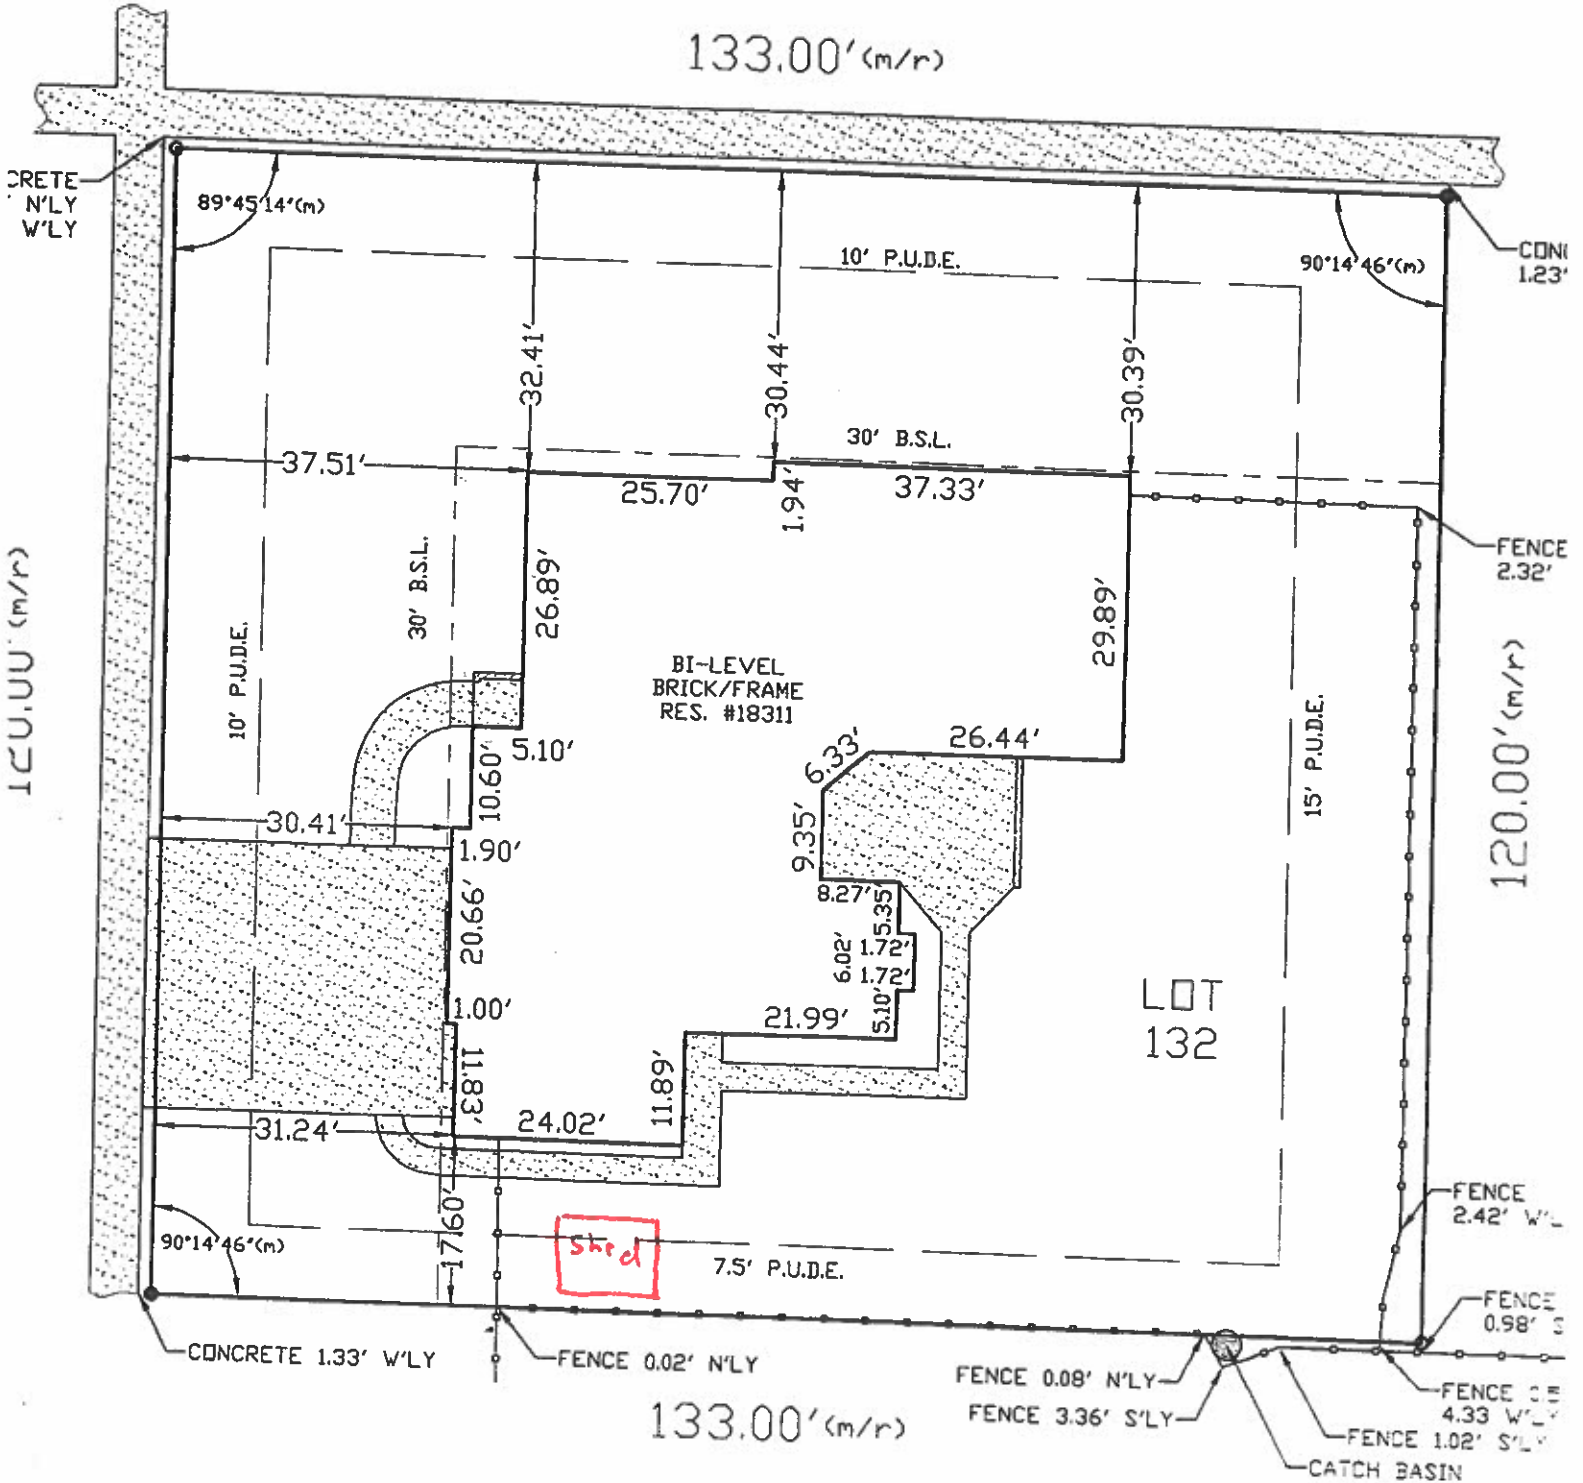 133.00'(m/r)
CRETE
N'LY
W'LY
89°45'14"(m)
10' P.U.D.E.
90°14'46"(m)
1.23'
32.41'
30.44'
30.39'
30' B.S.L.
37.51'
25.70'
1.94'
37.33'
FENCE
2.32'
120.00'(m/r)
10' P.U.D.E.
30' B.S.L.
26.89'
BI-LEVEL
BRICK/FRAME
RES. #18311
29.89'
120.00'(m/r)
15' P.U.D.E.
5.10'
10.60'
6.33'
26.44'
30.41'
1.90'
9.35'
8.27'
5.35'
20.66'
6.02'
1.72'
1.72'
1.00'
21.99'
5.10'
LOT
132
11.83'
11.89'
31.24'
24.02'
17.60'
FENCE
2.42' W'L
90°14'46"(m)
Shed
7.5' P.U.D.E.
FENCE
0.98' S
CONCRETE 1.33' W'LY
FENCE 0.02' N'LY
FENCE 0.08' N'LY
FENCE 3.36' S'LY
FENCE
4.33 W'LY
FENCE 1.02' S'LY
CATCH BASIN
133.00'(m/r)